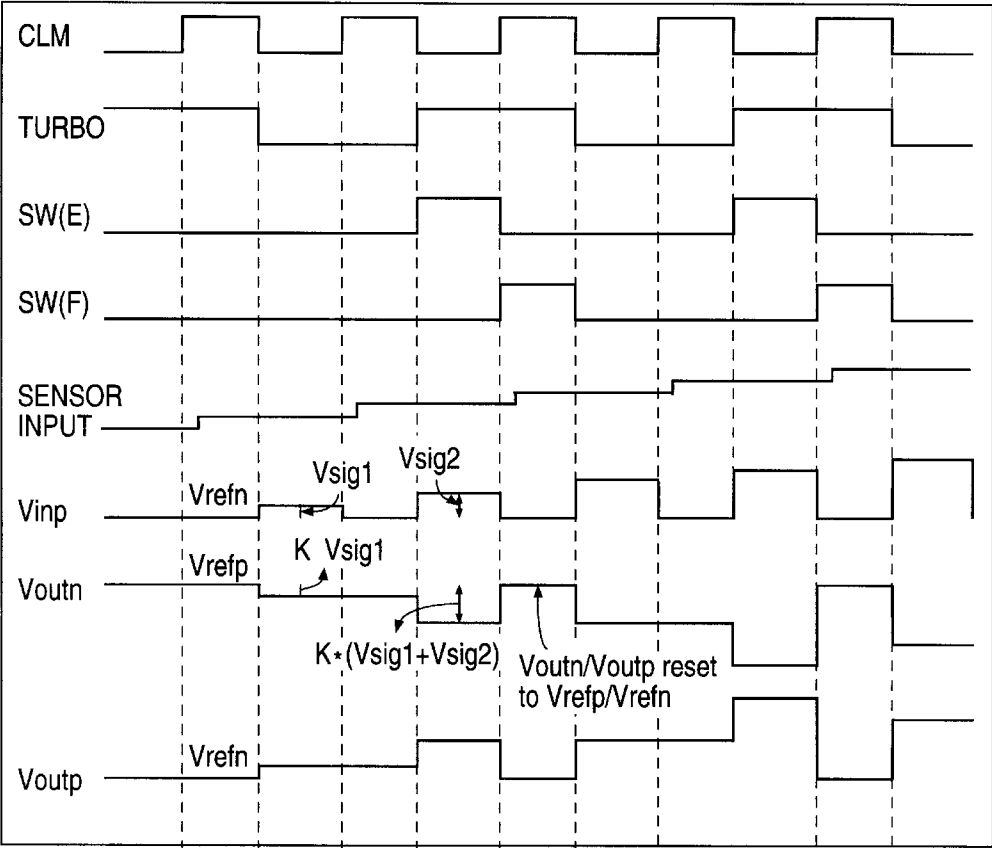 CLM
TURBO
SW(E)
SW(F)
SENSOR
INPUT
Vsig1
Vsig2
Vrefn
Vinp
K Vsig1
Vrefp
Voutn
K*(Vsig1+Vsig2)
Voutn/Voutp reset
to Vrefp/Vrefn
Vrefn
Voutp